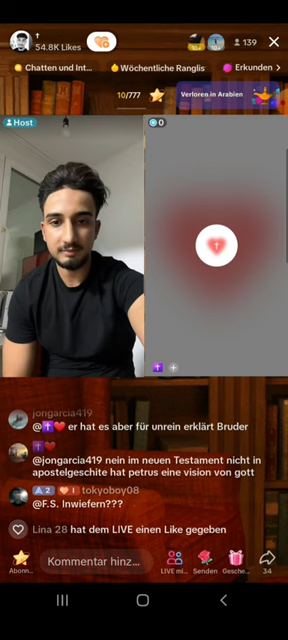 ✝
54.8K Likes
139
Chatten und Int...
Wöchentliche Ranglis
Erkunden >
10/777
Verloren in Arabien
Host
0
jongarcia419
@✝️❤️ er hat es aber für unrein erklärt Bruder
✝️❤️
@jongarcia419 nein im neuen Testament nicht in
apostelgeschite hat petrus eine vision von gott
2 1 tokyoboy08
@F.S. Inwiefern???
Lina 28 hat dem LIVE einen Like gegeben
Kommentar hinz...
Abonn..
LIVE mi...
Senden
Gesche...
34